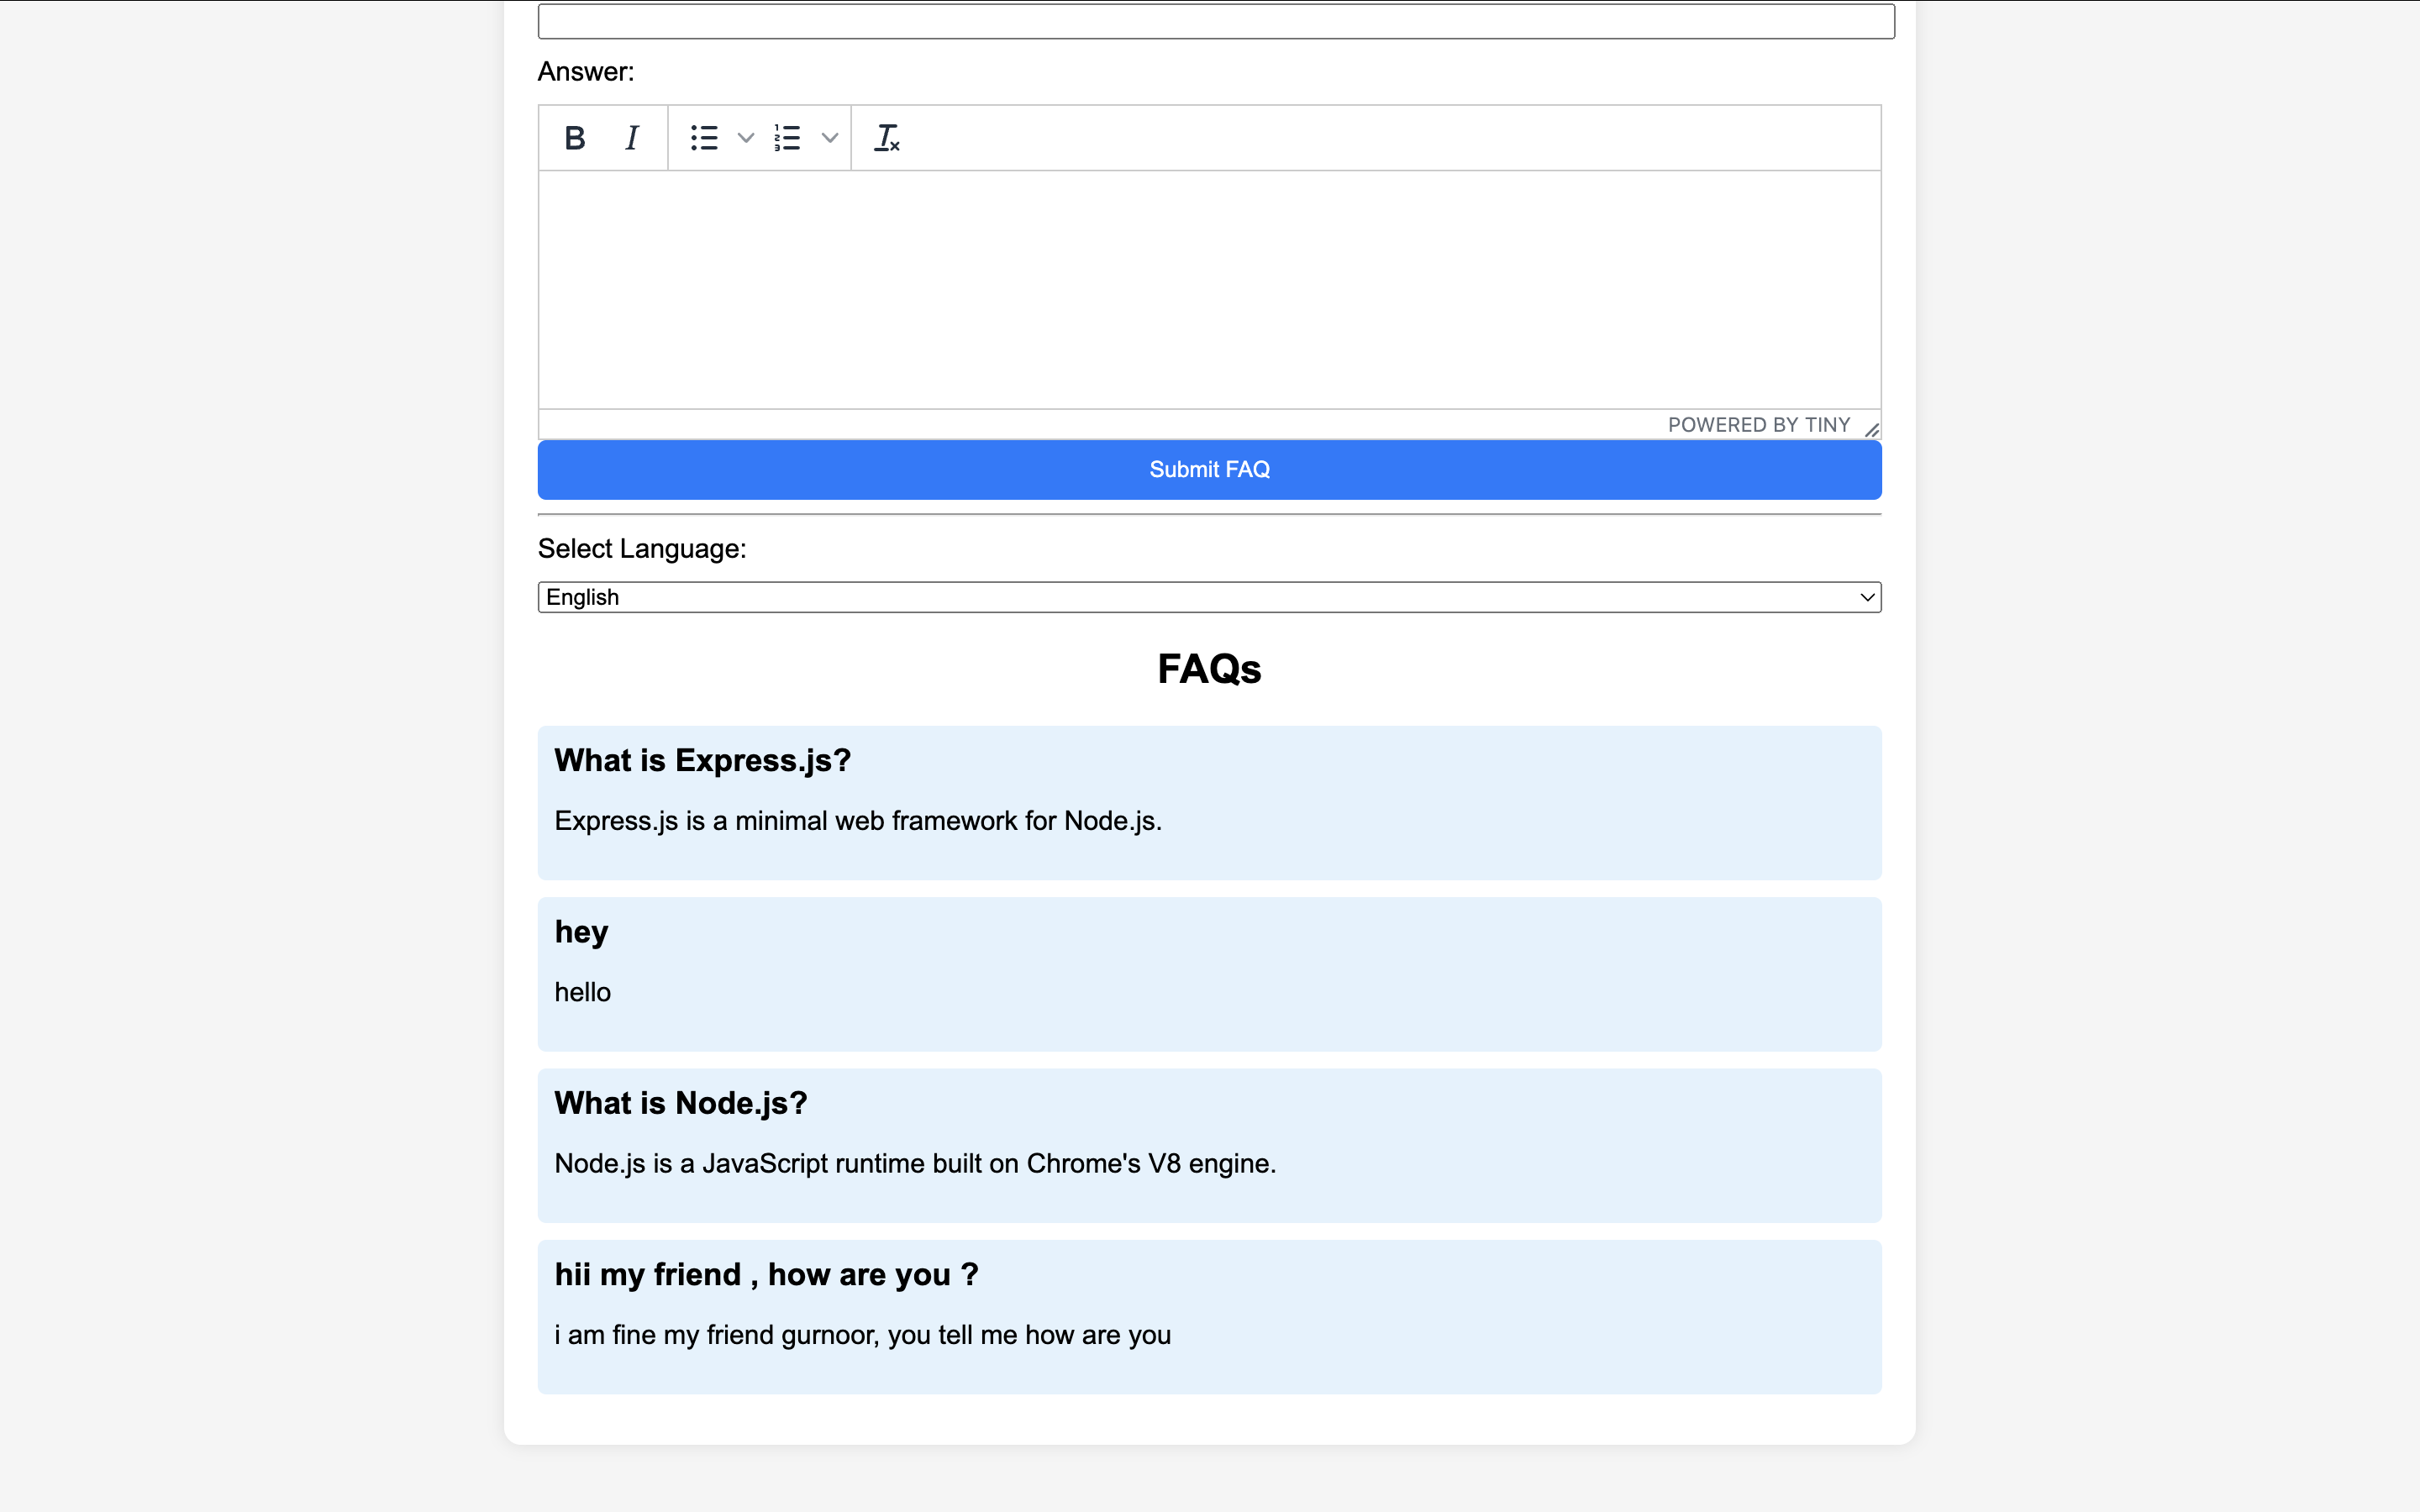 Answer:
B I
POWERED BY TINY
Submit FAQ
Select Language:
English
FAQs
What is Express.js?
Express.js is a minimal web framework for Node.js.
hey
hello
What is Node.js?
Node.js is a JavaScript runtime built on Chrome's V8 engine.
hii my friend , how are you ?
i am fine my friend gurnoor, you tell me how are you